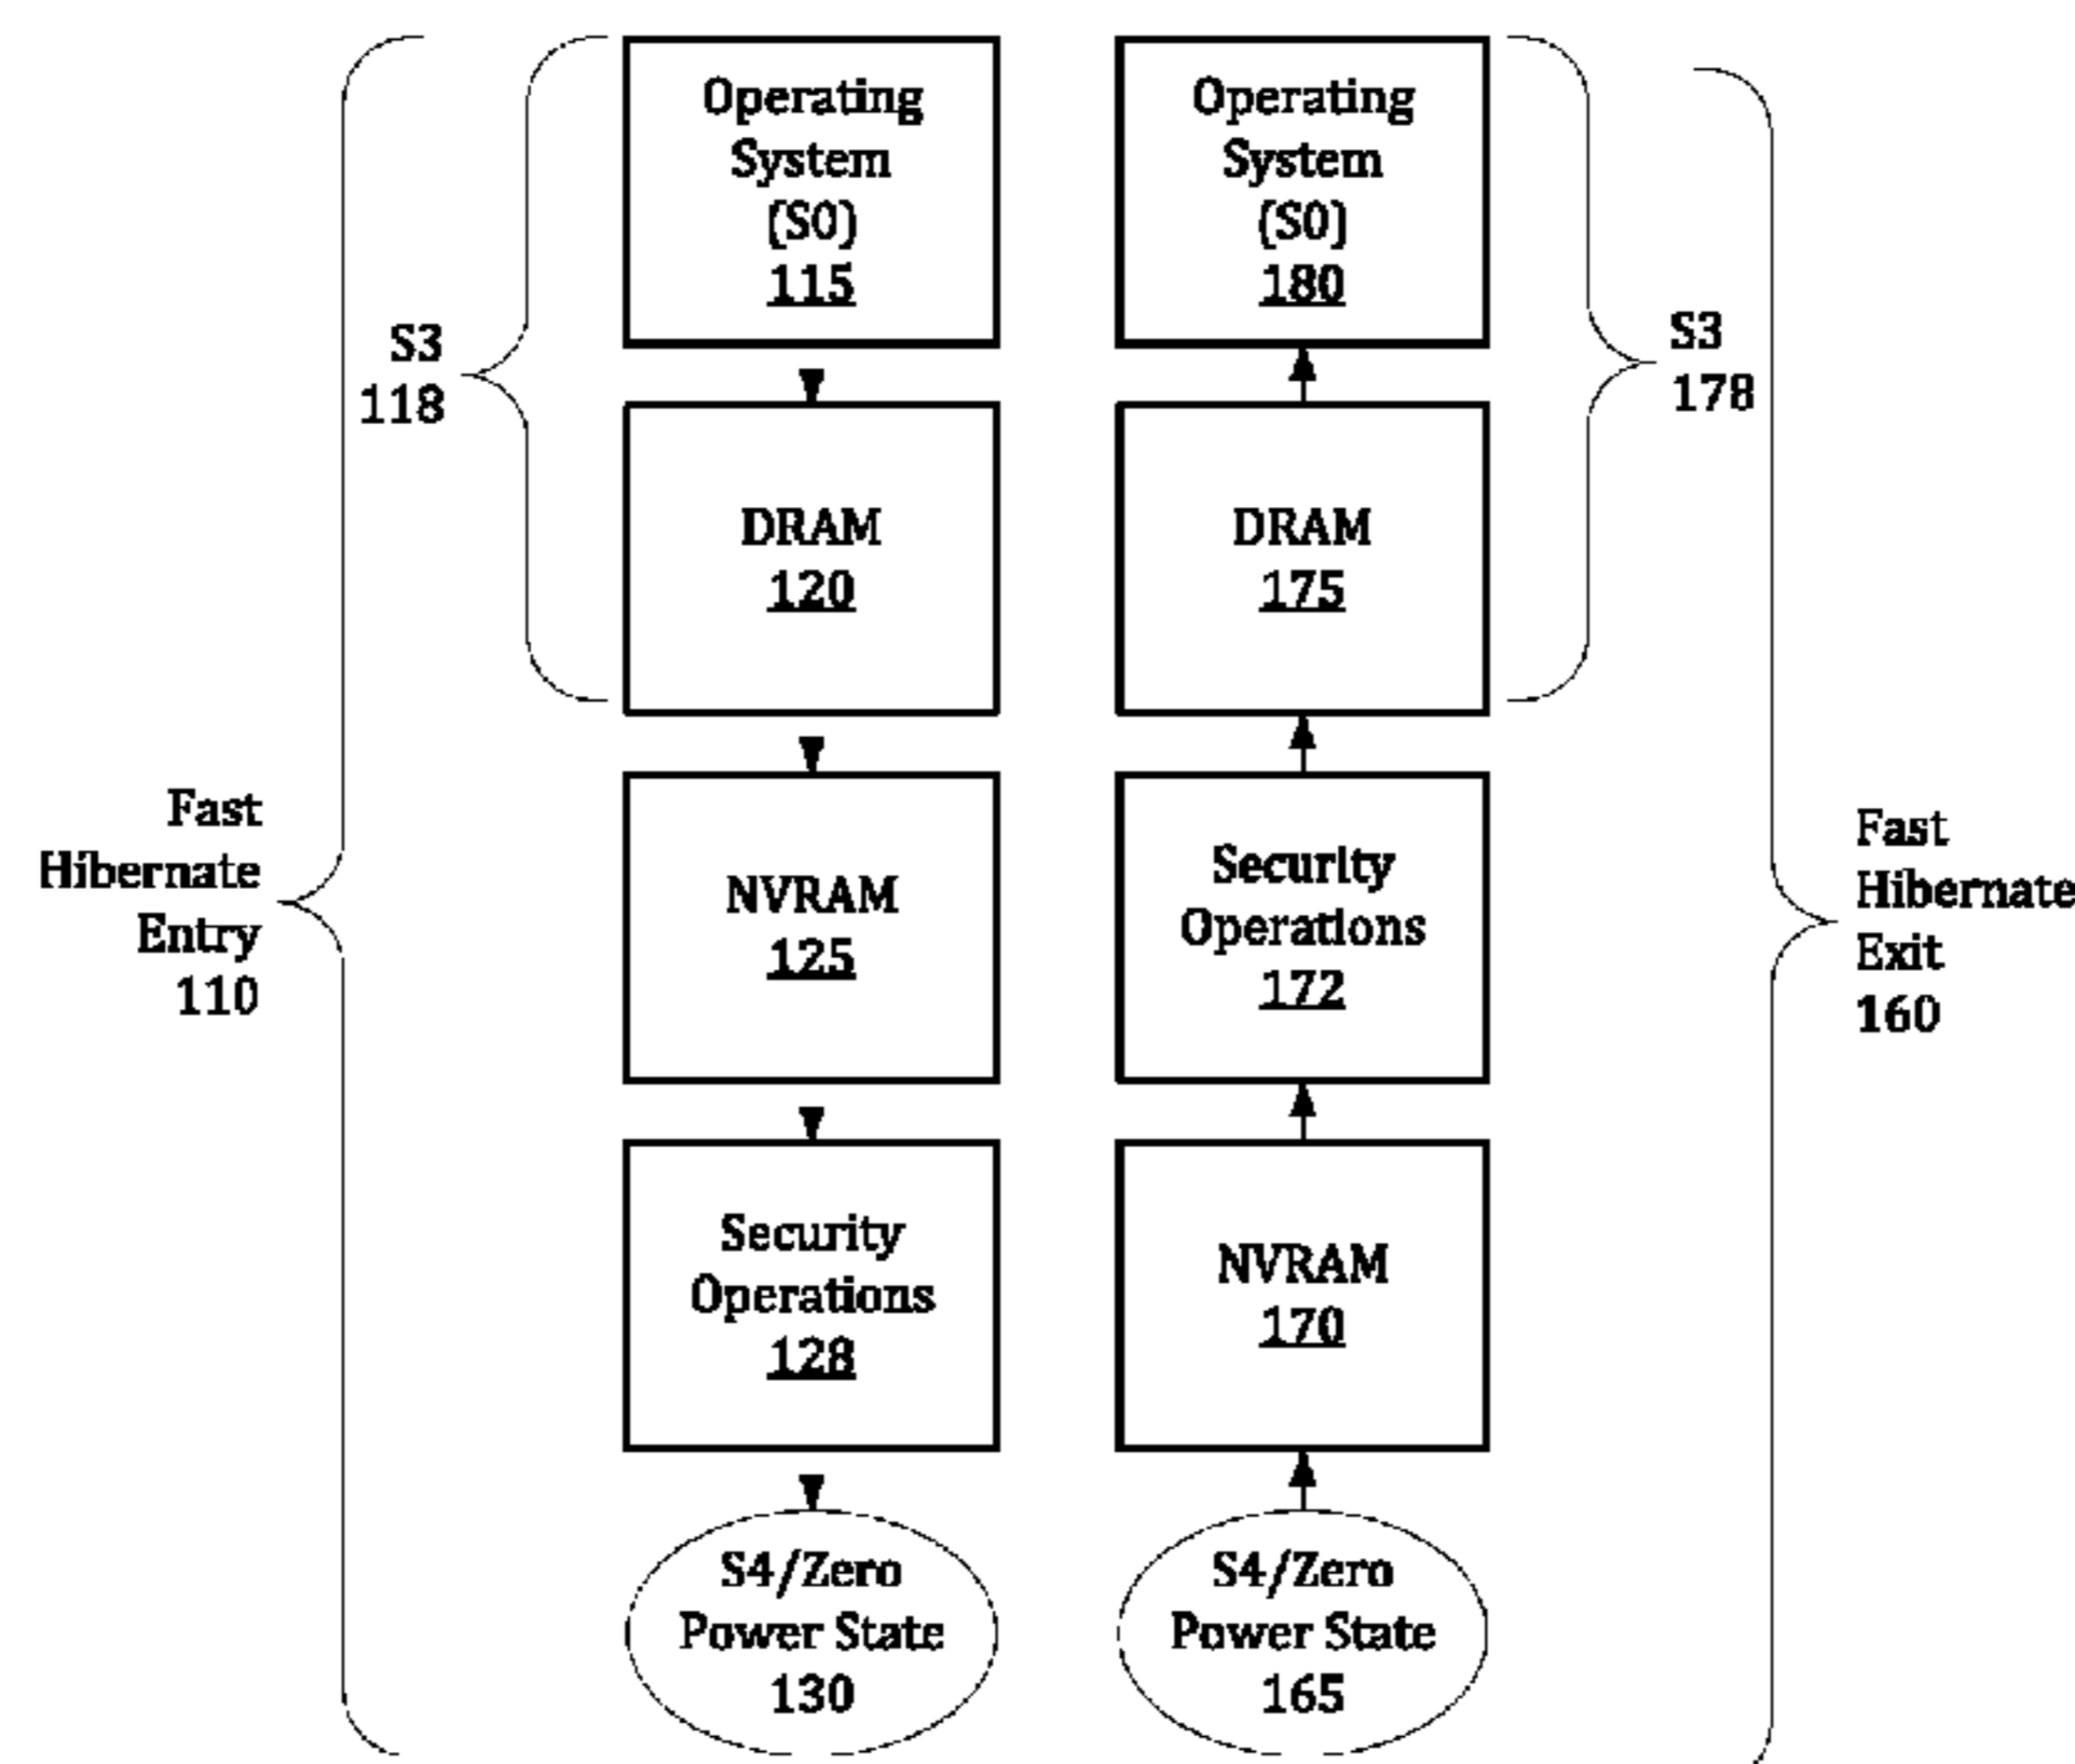 Operating
System
(S0)
115
Operating
System
(S0)
180
S3
118
S3
178
DRAM
120
DRAM
175
Fast
Hibernate
Entry
110
NVRAM
125
Security
Operations
172
Fast
Hibernate
Exit
160
Security
Operations
128
NVRAM
170
S4/Zero
Power State
130
S4/Zero
Power State
165